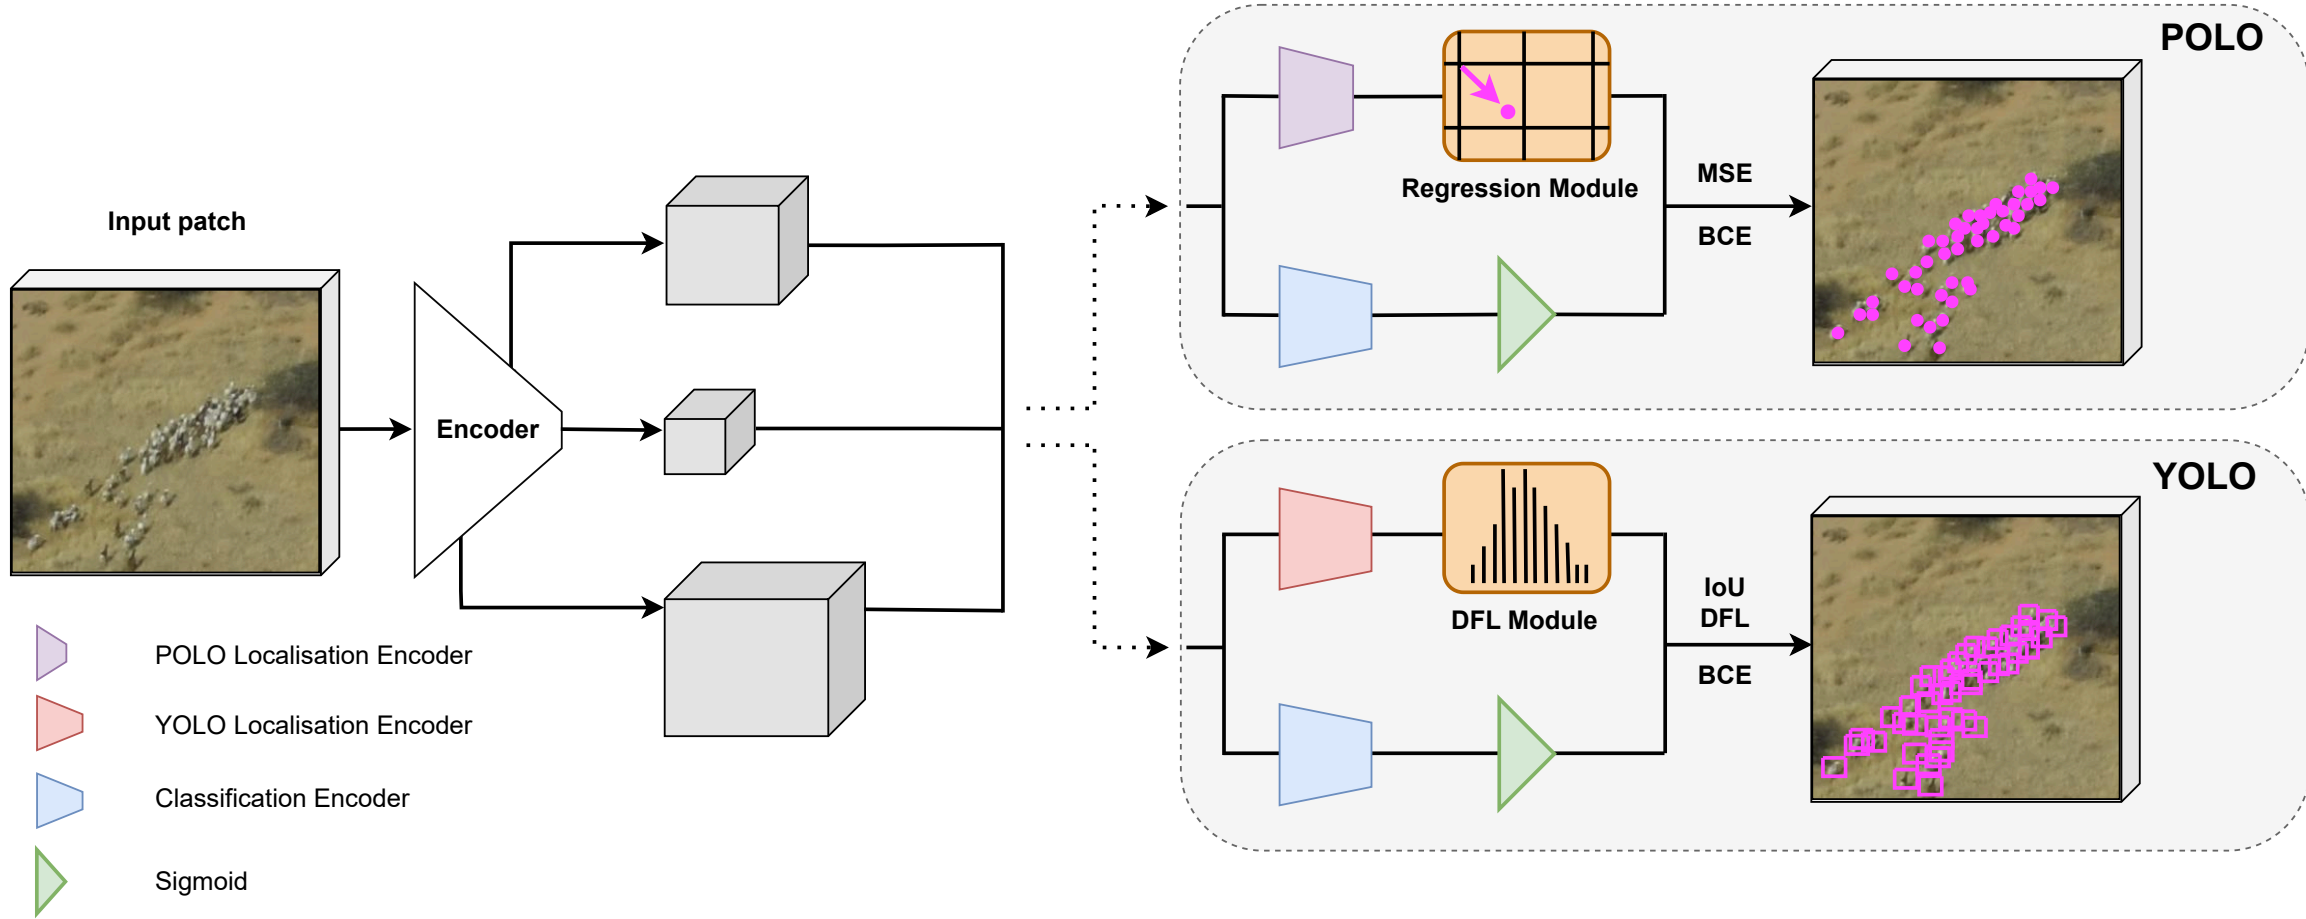 Input patch
Encoder
POLO Localisation Encoder
YOLO Localisation Encoder
Classification Encoder
Sigmoid
POLO
Regression Module
MSE
BCE
YOLO
DFL Module
IoU
DFL
BCE